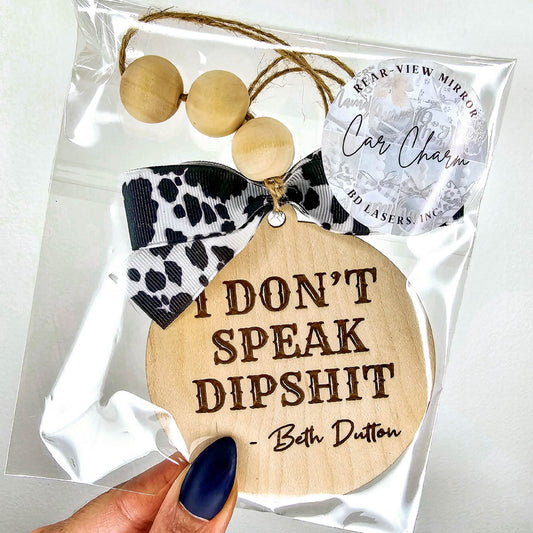 REAR-VIEW MIRROR
Car Charm
BD LASERS, INC.
I DON'T
SPEAK
DIPSHIT
- Beth Dutton